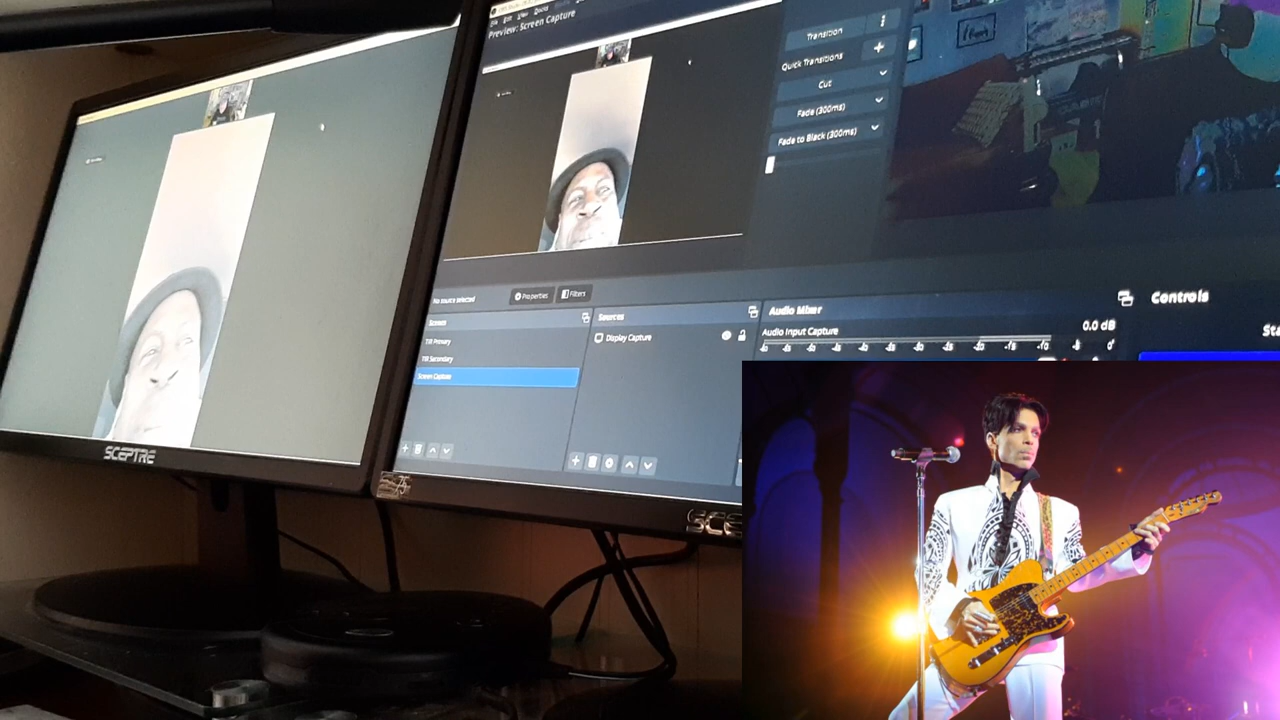 Preview: Screen Capture
Transition
Quick Transitions
Cut
Fade (300ms)
Fade to Black (300ms)
No source selected
Properties
Filters
Scenes
TIR Primary
TIR Secondary
Screen Capture
Sources
Display Capture
Audio Mixer
Audio Input Capture
0.0 dB
Controls
SCEPTRE
SCE